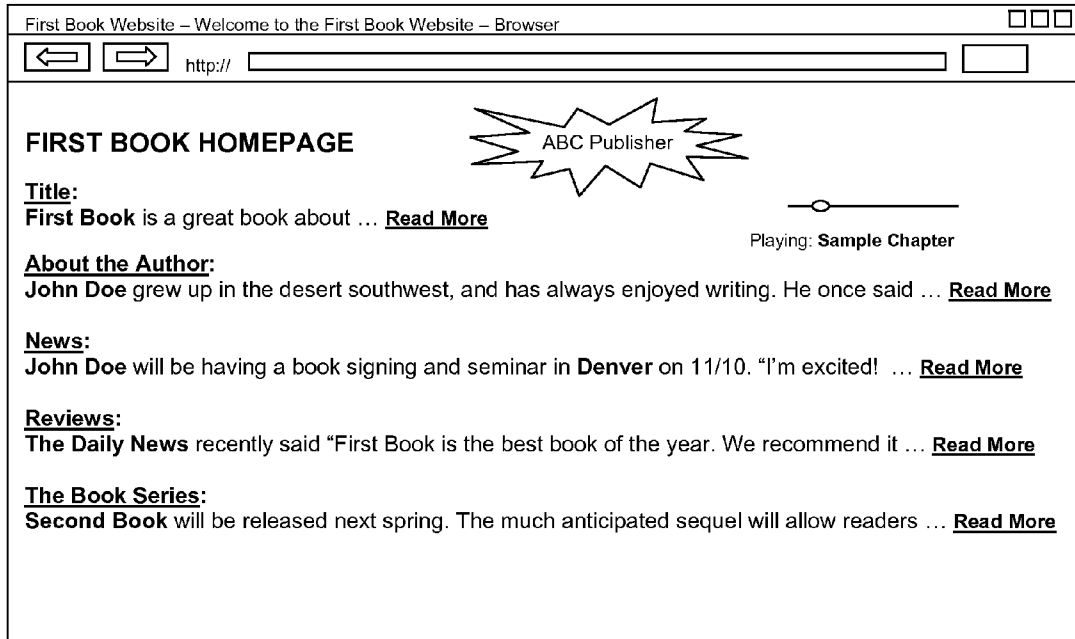 First Book Website – Welcome to the First Book Website – Browser
http://
FIRST BOOK HOMEPAGE
ABC Publisher
Title:
First Book is a great book about … Read More
Playing: Sample Chapter
About the Author:
John Doe grew up in the desert southwest, and has always enjoyed writing. He once said … Read More
News:
John Doe will be having a book signing and seminar in Denver on 11/10. “I’m excited! … Read More
Reviews:
The Daily News recently said “First Book is the best book of the year. We recommend it … Read More
The Book Series:
Second Book will be released next spring. The much anticipated sequel will allow readers … Read More